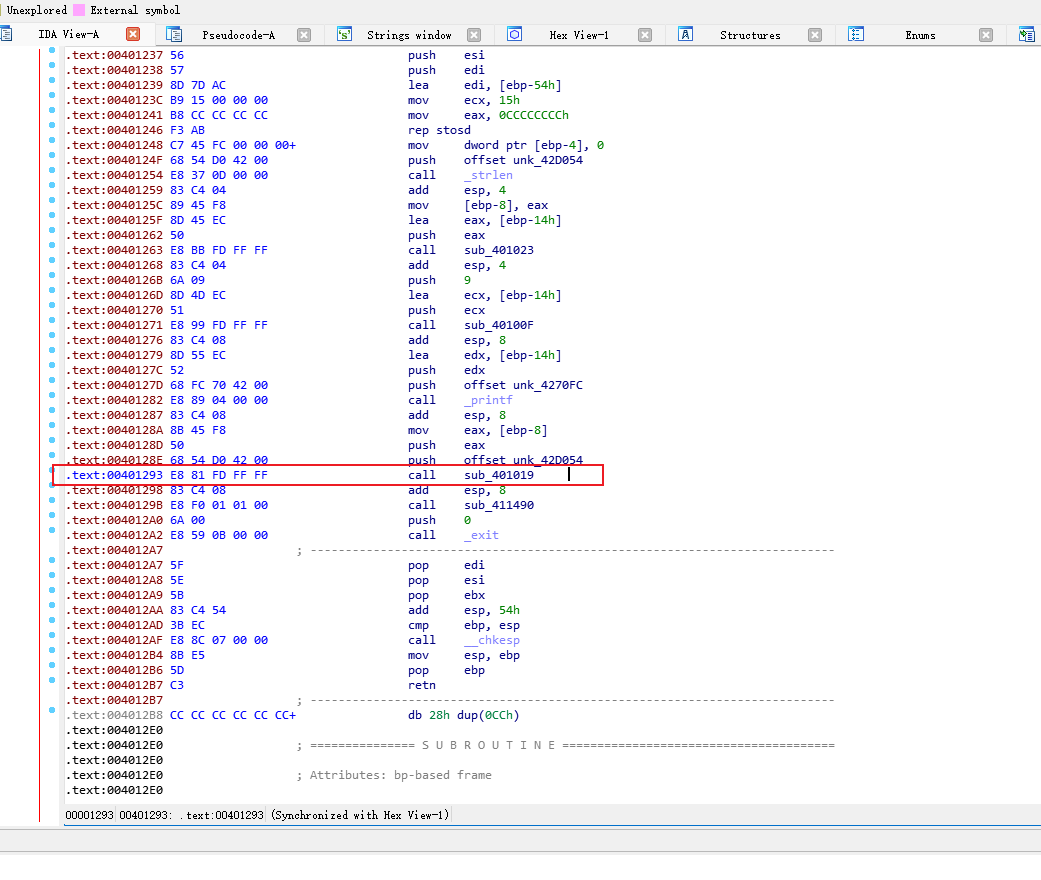 Unexplored External symbol
IDA View-A Pseudocode-A Strings window Hex View-1 Structures Enums
.text:00401237 56 push esi
.text:00401238 57 push edi
.text:00401239 8D 7D AC lea edi, [ebp-54h]
.text:0040123C B9 15 00 00 00 mov ecx, 15h
.text:00401241 B8 CC CC CC CC mov eax, 0CCCCCCCCh
.text:00401246 F3 AB rep stosd
.text:00401248 C7 45 FC 00 00 00+ mov dword ptr [ebp-4], 0
.text:0040124F 68 54 D0 42 00 push offset unk_42D054
.text:00401254 E8 37 0D 00 00 call _strlen
.text:00401259 83 C4 04 add esp, 4
.text:0040125C 89 45 F8 mov [ebp-8], eax
.text:0040125F 8D 45 EC lea eax, [ebp-14h]
.text:00401262 50 push eax
.text:00401263 E8 BB FD FF FF call sub_401023
.text:00401268 83 C4 04 add esp, 4
.text:0040126B 6A 09 push 9
.text:0040126D 8D 4D EC lea ecx, [ebp-14h]
.text:00401270 51 push ecx
.text:00401271 E8 99 FD FF FF call sub_40100F
.text:00401276 83 C4 08 add esp, 8
.text:00401279 8D 55 EC lea edx, [ebp-14h]
.text:0040127C 52 push edx
.text:0040127D 68 FC 70 42 00 push offset unk_4270FC
.text:00401282 E8 89 04 00 00 call _printf
.text:00401287 83 C4 08 add esp, 8
.text:0040128A 8B 45 F8 mov eax, [ebp-8]
.text:0040128D 50 push eax
.text:0040128E 68 54 D0 42 00 push offset unk_42D054
.text:00401293 E8 81 FD FF FF call sub_401019
.text:00401298 83 C4 08 add esp, 8
.text:0040129B E8 F0 01 01 00 call sub_411490
.text:004012A0 6A 00 push 0
.text:004012A2 E8 59 0B 00 00 call _exit
.text:004012A7 ; ---------------------------------------------------------------------------
.text:004012A7 5F pop edi
.text:004012A8 5E pop esi
.text:004012A9 5B pop ebx
.text:004012AA 83 C4 54 add esp, 54h
.text:004012AD 3B EC cmp ebp, esp
.text:004012AF E8 8C 07 00 00 call __chkesp
.text:004012B4 8B E5 mov esp, ebp
.text:004012B6 5D pop ebp
.text:004012B7 C3 retn
.text:004012B7 ; ---------------------------------------------------------------------------
.text:004012B8 CC CC CC CC CC CC+ db 28h dup(0CCh)
.text:004012E0
.text:004012E0 ; =============== S U B R O U T I N E =======================================
.text:004012E0
.text:004012E0 ; Attributes: bp-based frame
.text:004012E0
00001293 00401293: .text:00401293 (Synchronized with Hex View-1)